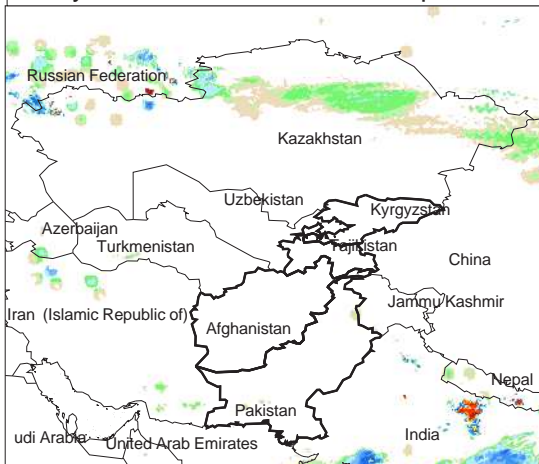 Russian Federation
Kazakhstan
Uzbekistan
Kyrgyzstan
Azerbaijan
Turkmenistan
Tajikistan
China
Jammu/Kashmir
Iran (Islamic Republic of)
Afghanistan
Nepal
Pakistan
India
udi Arabia
United Arab Emirates